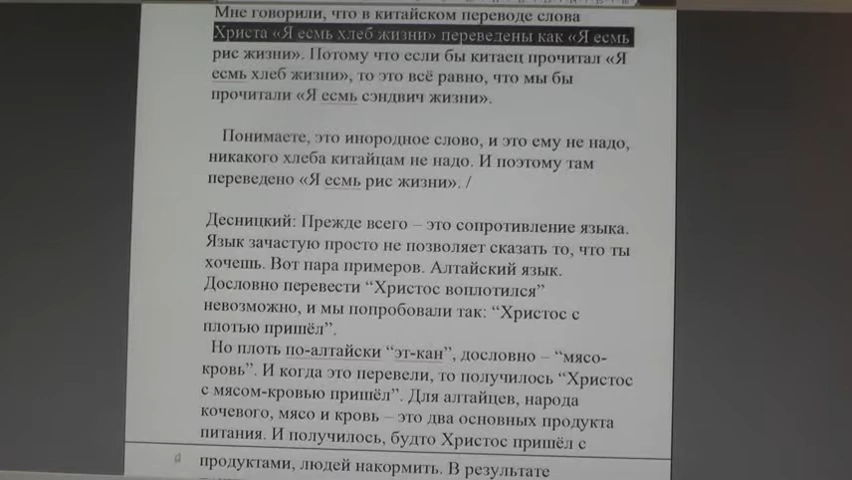 Мне говорили, что в китайском переводе слова
Христа «Я есмь хлеб жизни» переведены как «Я есмь
рис жизни». Потому что если бы китаец прочитал «Я
есмь хлеб жизни», то это всё равно, что мы бы
прочитали «Я есмь сэндвич жизни».
Понимаете, это инородное слово, и это ему не надо,
никакого хлеба китайцам не надо. И поэтому там
переведено «Я есмь рис жизни». /
Десницкий: Прежде всего – это сопротивление языка.
Язык зачастую просто не позволяет сказать то, что ты
хочешь. Вот пара примеров. Алтайский язык.
Дословно перевести “Христос воплотился”
невозможно, и мы попробовали так: “Христос с
плотью пришёл”.
Но плоть по-алтайски “эт-кан”, дословно – “мясо-
кровь”. И когда это перевели, то получилось “Христос
с мясом-кровью пришёл”. Для алтайцев, народа
кочевого, мясо и кровь – это два основных продукта
питания. И получилось, будто Христос пришёл с
продуктами, людей накормить. В результате